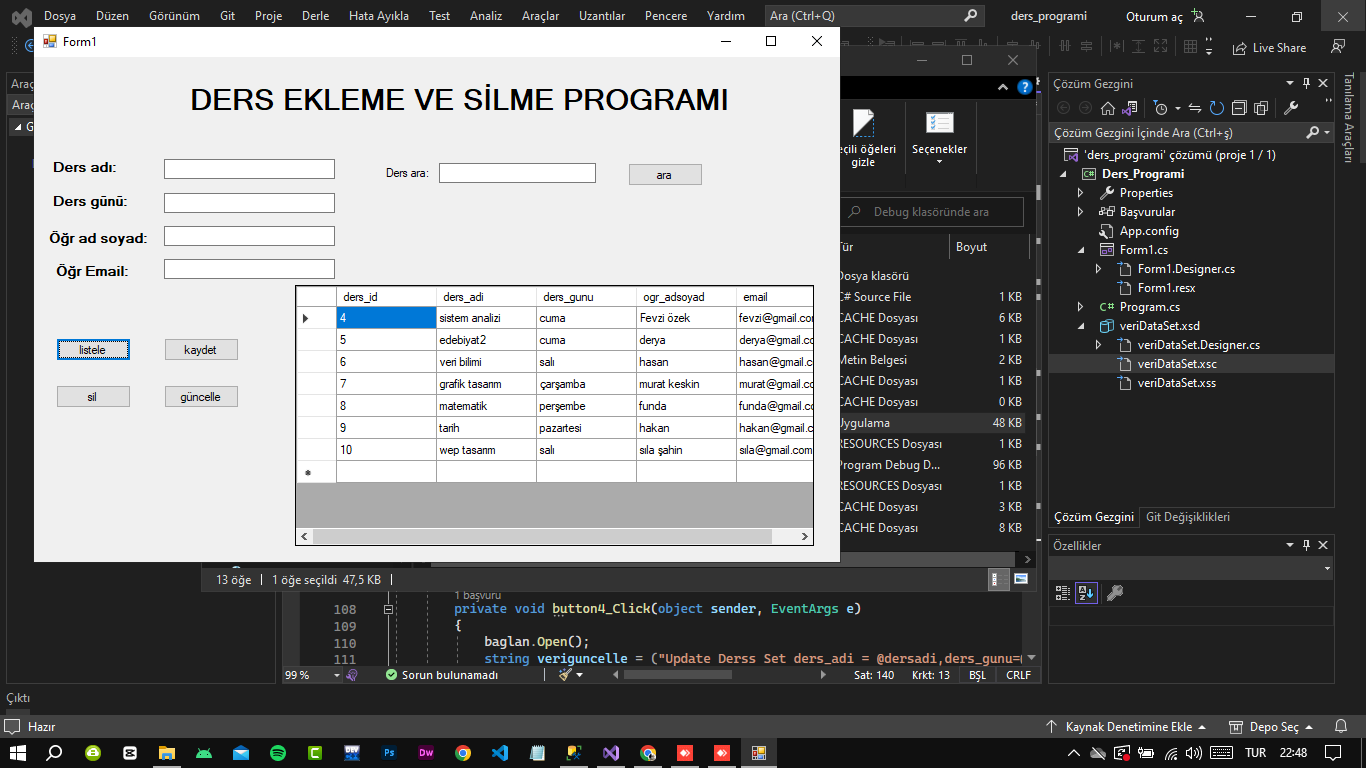 Dosya Düzen Görünüm Git Proje Derle Hata Ayıkla Test Analiz Araçlar Uzantılar Pencere Yardım Ara (Ctrl+Q) ders_programi Oturum aç
Form1
Live Share
DERS EKLEME VE SİLME PROGRAMI
Ders adı:
Ders ara:
ara
Ders günü:
Öğr ad soyad:
Öğr Email:
listele kaydet
sil güncelle
ders_id ders_adi ders_gunu ogr_adsoyad email
4 sistem analizi cuma Fevzi özek fevzi@gmail.com
5 edebiyat2 cuma derya derya@gmail.c
6 veri bilimi salı hasan hasan@gmail.c
7 grafik tasarım çarşamba murat keskin murat@gmail.c
8 matematik perşembe funda funda@gmail.c
9 tarih pazartesi hakan hakan@gmail.c
10 wep tasarım salı sıla şahin sıla@gmail.com
eçili öğeleri
gizle
Seçenekler
Debug klasöründe ara
Tür Boyut
Dosya klasörü
C# Source File 1 KB
CACHE Dosyası 6 KB
CACHE Dosyası 1 KB
Metin Belgesi 2 KB
CACHE Dosyası 1 KB
CACHE Dosyası 0 KB
Uygulama 48 KB
RESOURCES Dosyası 1 KB
Program Debug D... 96 KB
RESOURCES Dosyası 1 KB
CACHE Dosyası 3 KB
CACHE Dosyası 8 KB
13 öğe 1 öğe seçildi 47,5 KB
Araç
Araç
G
1 başvuru
108 private void button4_Click(object sender, EventArgs e)
109 {
110 baglan.Open();
111 string veriguncelle = ("Update Derss Set ders_adi = @dersadi,ders_gunu=
99 % Sorun bulunamadı Sat: 140 Krkt: 13 BŞL CRLF
Çözüm Gezgini
Çözüm Gezgini İçinde Ara (Ctrl+ş)
'ders_programi' çözümü (proje 1 / 1)
Ders_Programi
Properties
Başvurular
App.config
Form1.cs
Form1.Designer.cs
Form1.resx
Program.cs
veriDataSet.xsd
veriDataSet.Designer.cs
veriDataSet.xsc
veriDataSet.xss
Çözüm Gezgini Git Değişiklikleri
Özellikler
Tanılama Araçları
Çıktı
Hazır
Kaynak Denetimine Ekle Depo Seç
TUR 22:48